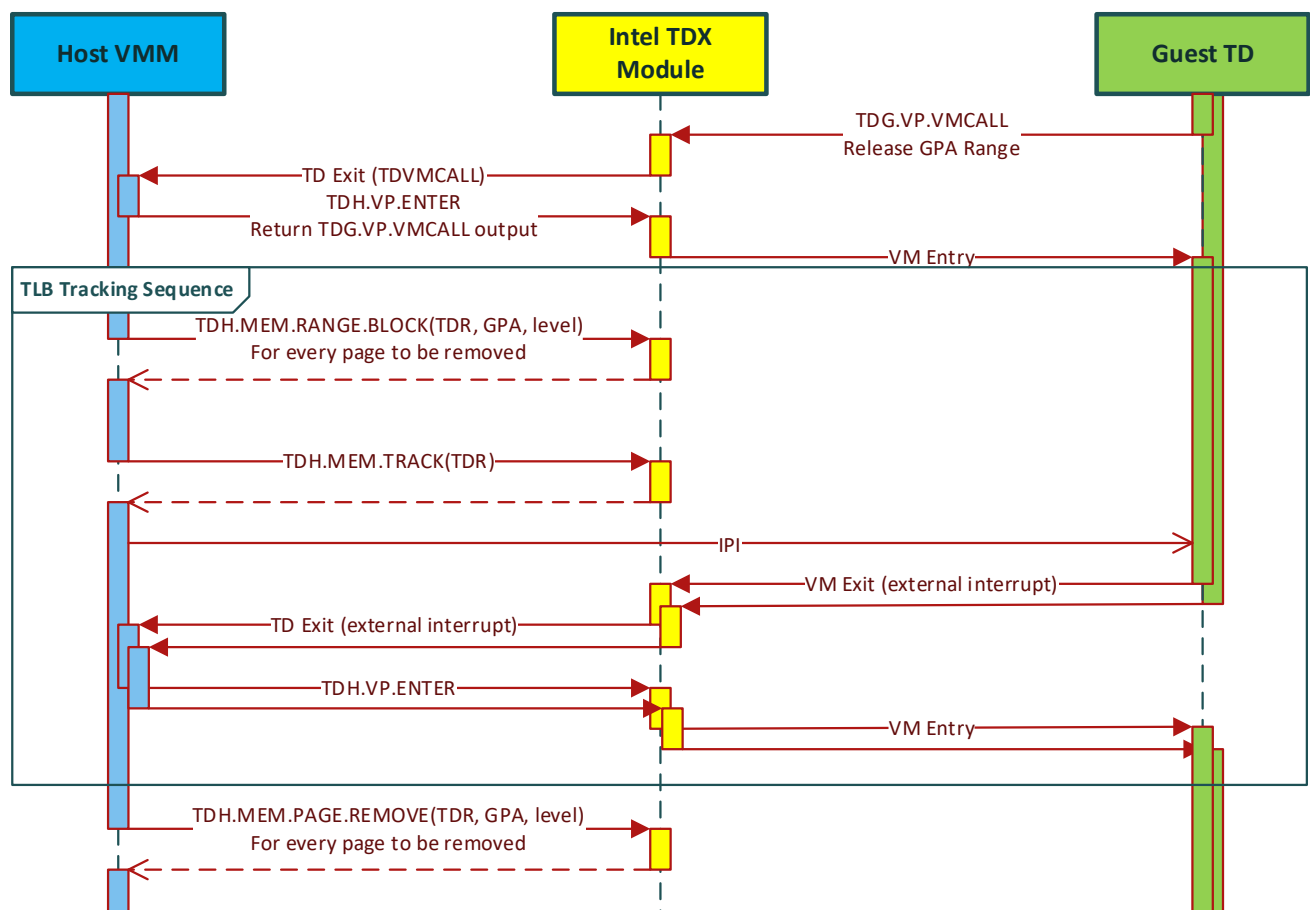 Host VMM
Intel TDX
Module
Guest TD
TDG.VP.VMCALL
Release GPA Range
TD Exit (TDVMCALL)
TDH.VP.ENTER
Return TDG.VP.VMCALL output
VM Entry
TLB Tracking Sequence
TDH.MEM.RANGE.BLOCK(TDR, GPA, level)
For every page to be removed
TDH.MEM.TRACK(TDR)
IPI
VM Exit (external interrupt)
TD Exit (external interrupt)
TDH.VP.ENTER
VM Entry
TDH.MEM.PAGE.REMOVE(TDR, GPA, level)
For every page to be removed